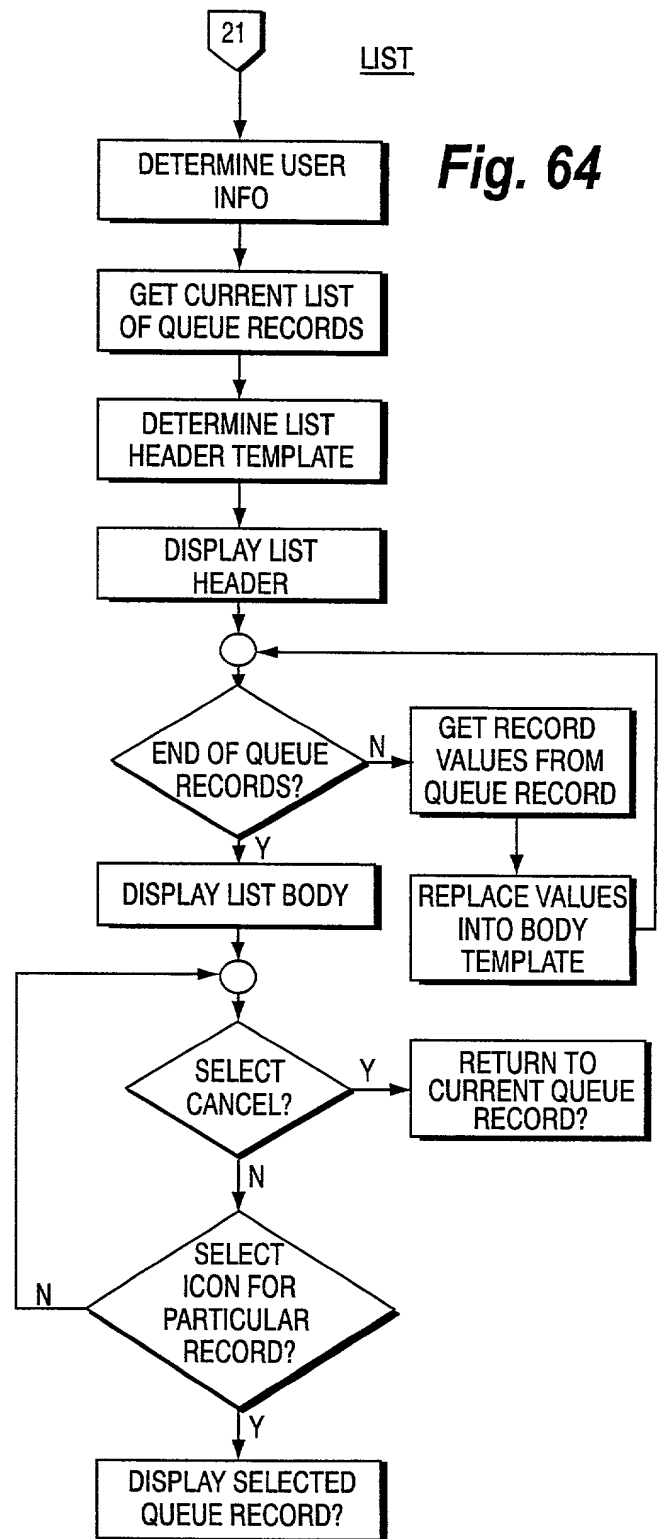 21
LIST
Fig. 64
DETERMINE USER
INFO
GET CURRENT LIST
OF QUEUE RECORDS
DETERMINE LIST
HEADER TEMPLATE
DISPLAY LIST
HEADER
END OF QUEUE
RECORDS?
N
GET RECORD
VALUES FROM
QUEUE RECORD
Y
DISPLAY LIST BODY
REPLACE VALUES
INTO BODY
TEMPLATE
SELECT
CANCEL?
Y
RETURN TO
CURRENT QUEUE
RECORD?
N
SELECT
ICON FOR
PARTICULAR
RECORD?
N
Y
DISPLAY SELECTED
QUEUE RECORD?